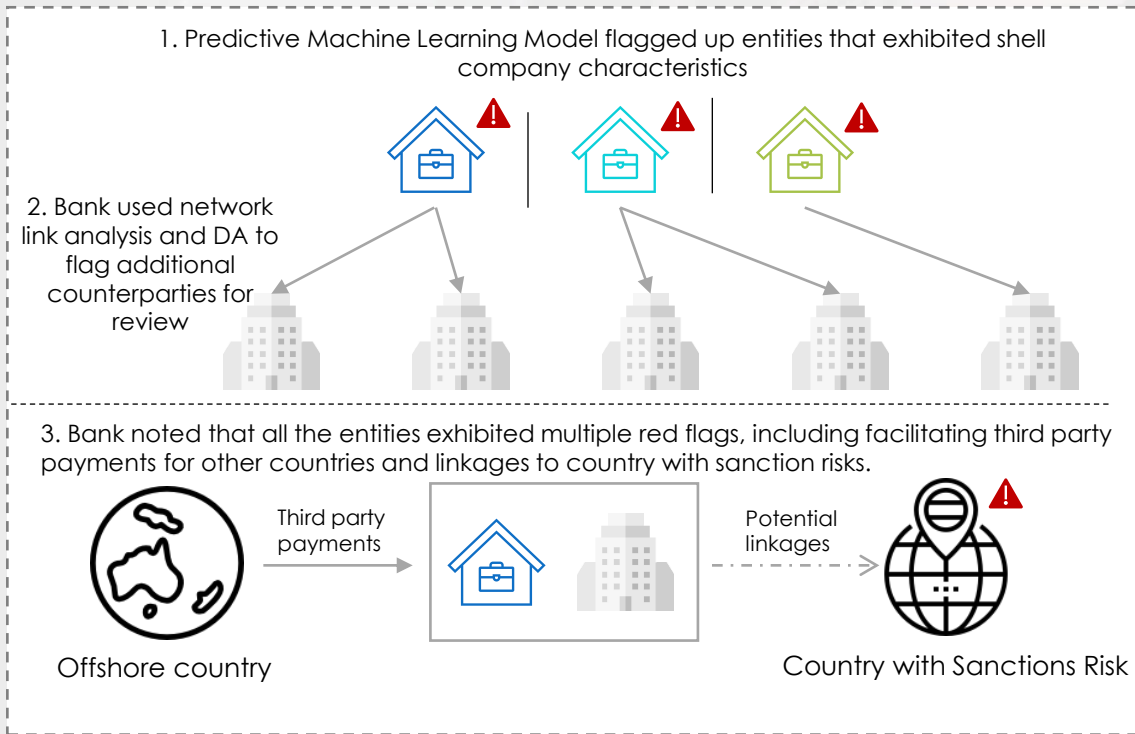 1. Predictive Machine Learning Model flagged up entities that exhibited shell
company characteristics
2. Bank used network
link analysis and DA to
flag additional
counterparties for
review
3. Bank noted that all the entities exhibited multiple red flags, including facilitating third party
payments for other countries and linkages to country with sanction risks.
Third party
payments
Potential
linkages
Offshore country
Country with Sanctions Risk